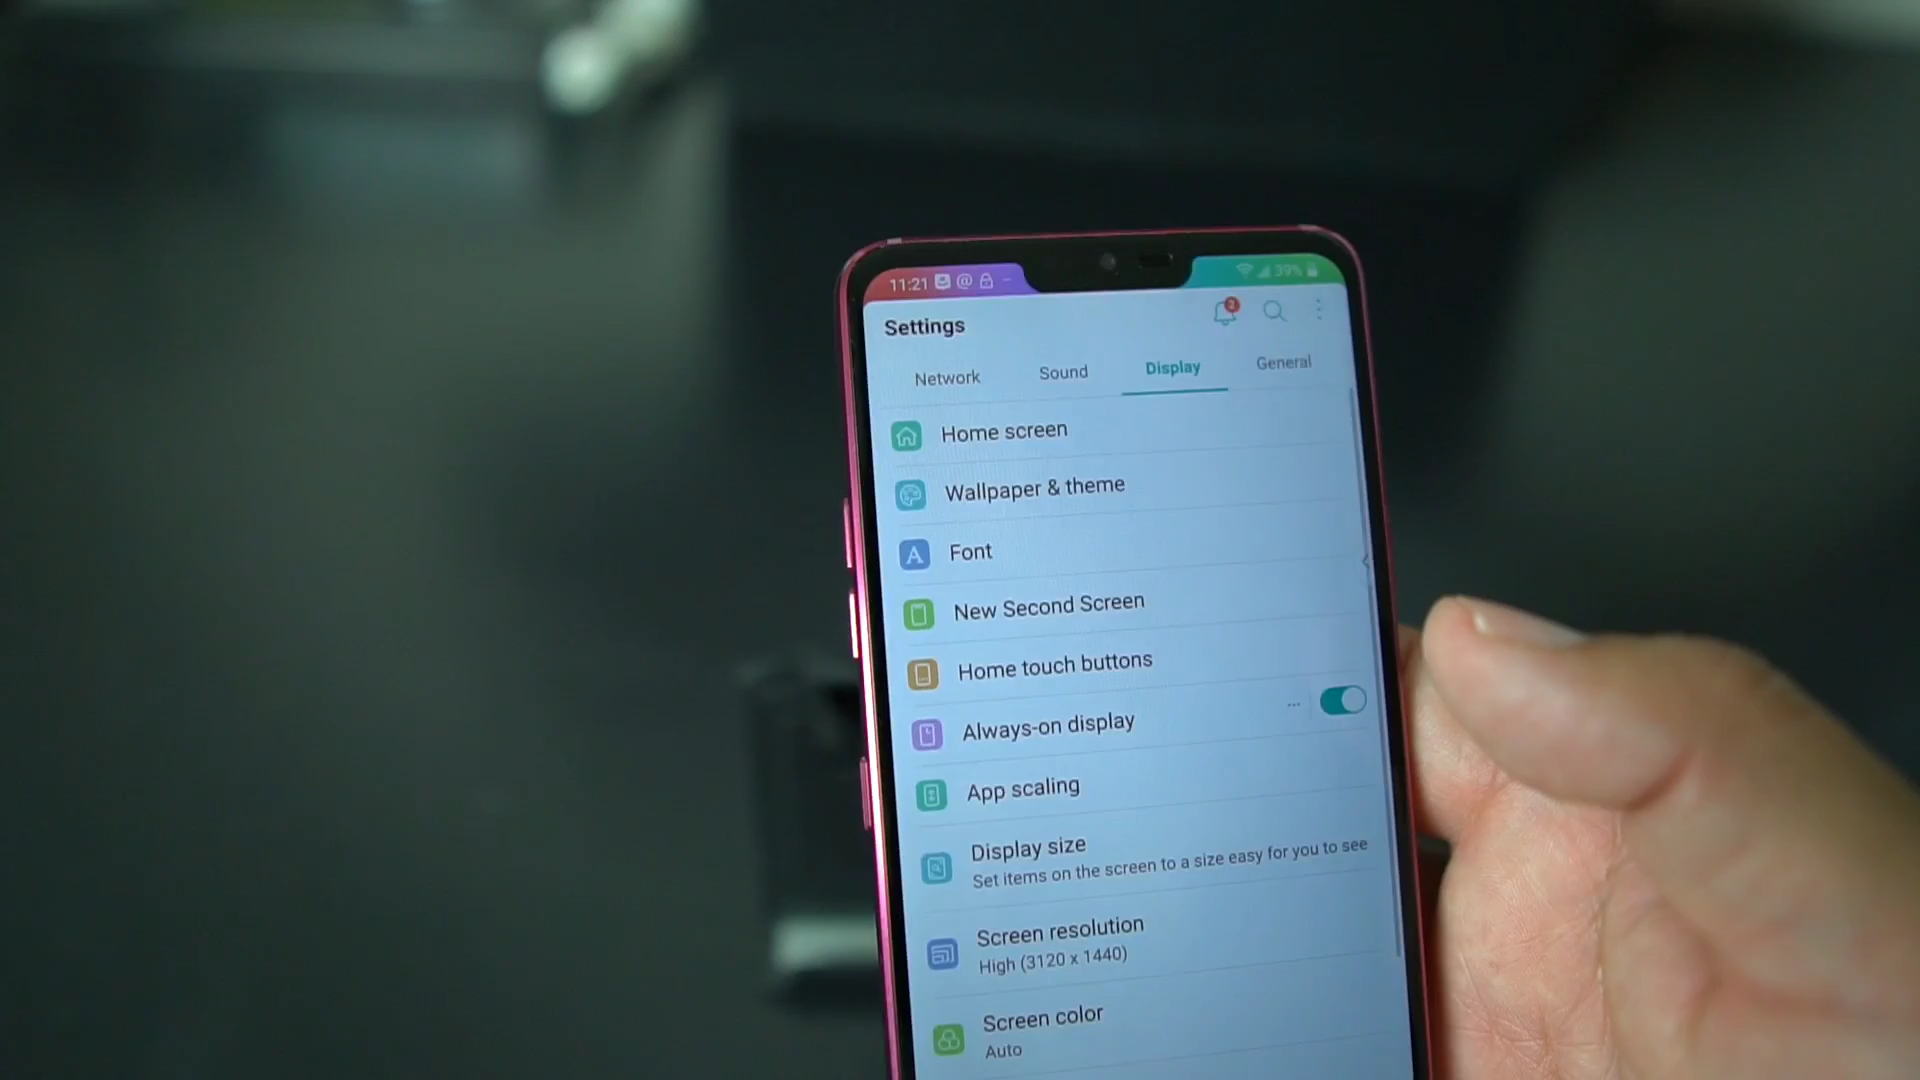 11:21 @ 39%
Settings 2
Network Sound Display General
Home screen
Wallpaper & theme
Font
New Second Screen
Home touch buttons
Always-on display ...
App scaling
Display size
Set items on the screen to a size easy for you to see
Screen resolution
High (3120 x 1440)
Screen color
Auto